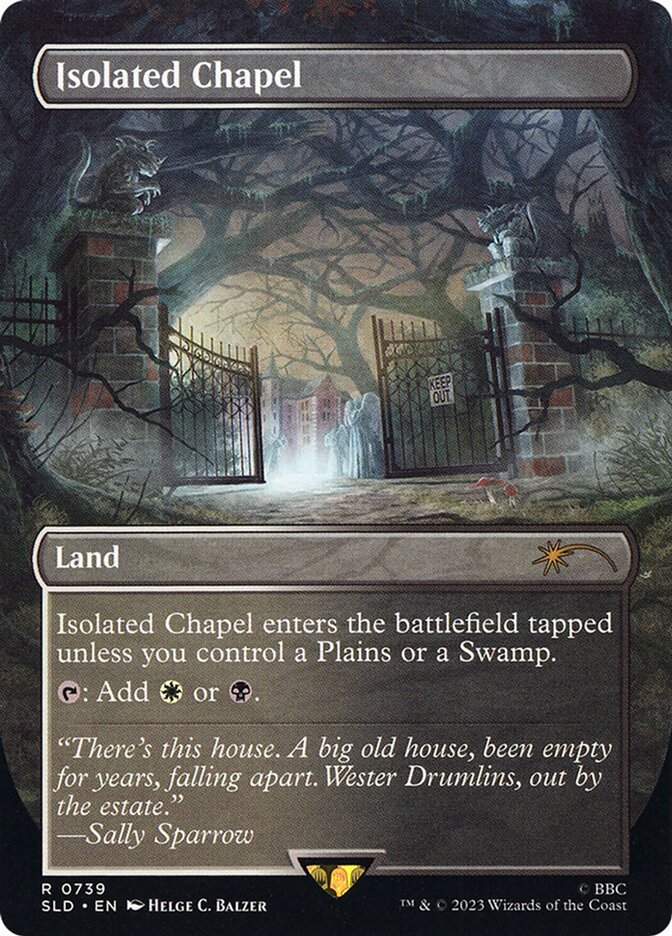 Isolated Chapel
KEEP
OUT.
Land
Isolated Chapel enters the battlefield tapped
unless you control a Plains or a Swamp.
: Add or .
“There’s this house. A big old house, been empty
for years, falling apart. Wester Drumlins, out by
the estate.”
—Sally Sparrow
R 0739
SLD • EN Helge C. Balzer
© BBC
™ & © 2023 Wizards of the Coast